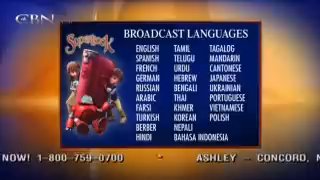 CBN
Superbook
BROADCAST LANGUAGES
ENGLISH TAMIL TAGALOG
SPANISH TELUGU MANDARIN
FRENCH URDU CANTONESE
GERMAN HEBREW JAPANESE
RUSSIAN BENGALI UKRAINIAN
ARABIC THAI PORTUGUESE
FARSI KHMER VIETNAMESE
TURKISH KOREAN POLISH
BERBER NEPALI
HINDI BAHASA INDONESIA
NOW! 1-800-759-0700 ASHLEY – CONCORD, N